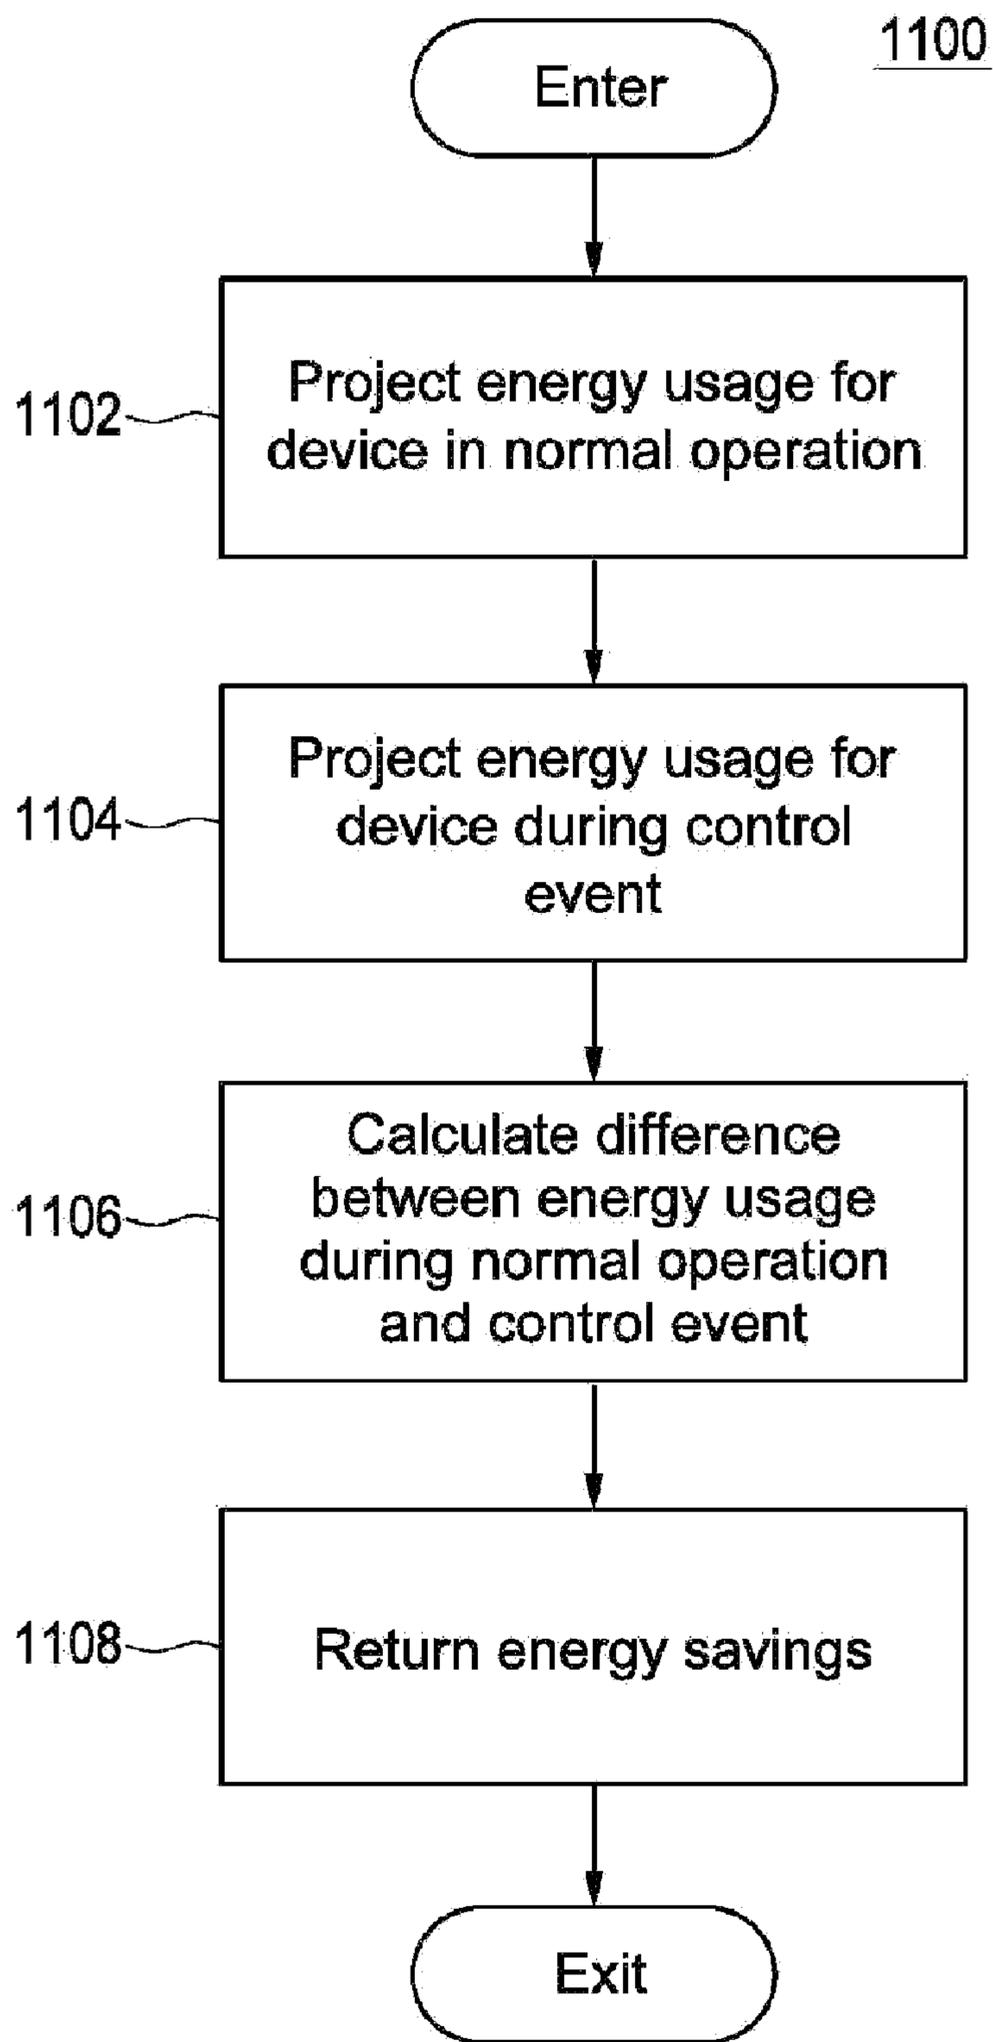 1100
Enter
1102
Project energy usage for
device in normal operation
1104
Project energy usage for
device during control
event
1106
Calculate difference
between energy usage
during normal operation
and control event
1108
Return energy savings
Exit